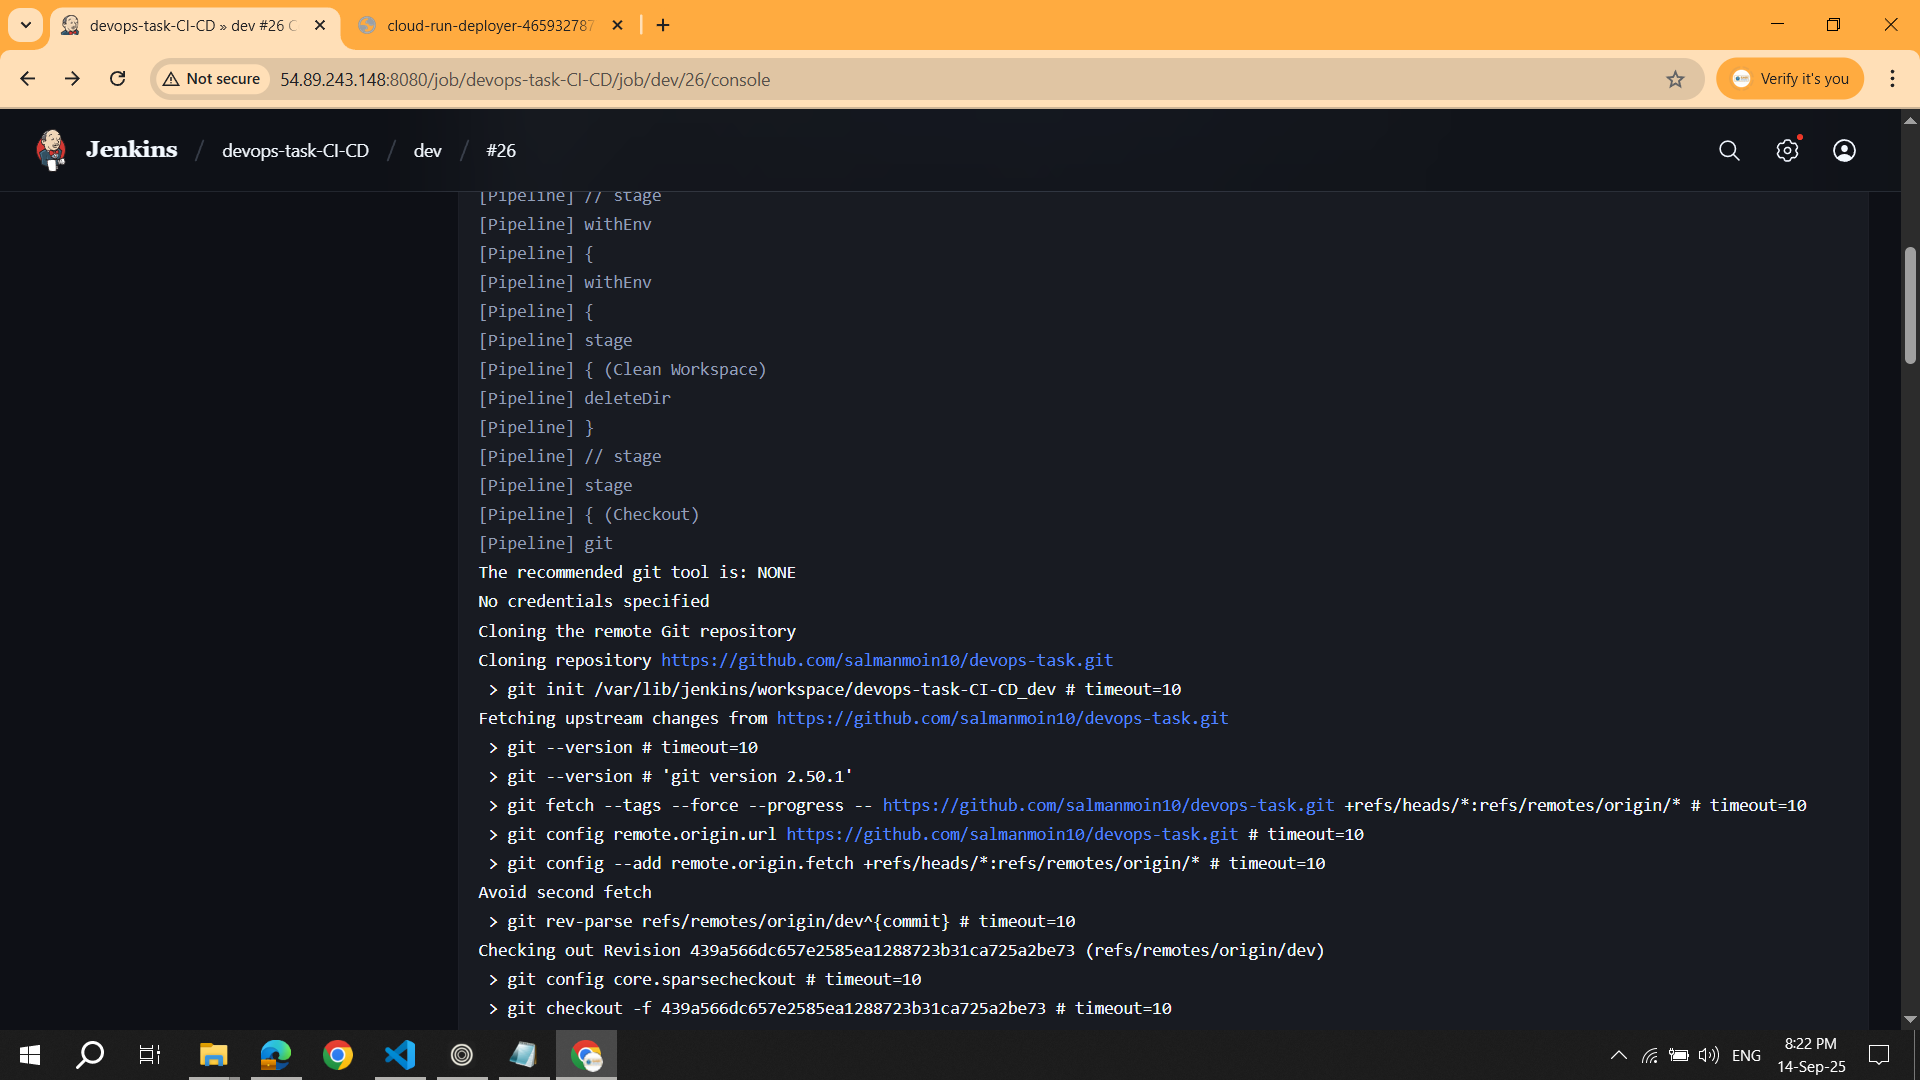 devops-task-CI-CD » dev #26 C
cloud-run-deployer-465932787
Not secure
54.89.243.148:8080/job/devops-task-CI-CD/job/dev/26/console
Verify it's you
Jenkins / devops-task-CI-CD / dev / #26
[Pipeline] // stage
[Pipeline] withEnv
[Pipeline] {
[Pipeline] withEnv
[Pipeline] {
[Pipeline] stage
[Pipeline] { (Clean Workspace)
[Pipeline] deleteDir
[Pipeline] }
[Pipeline] // stage
[Pipeline] stage
[Pipeline] { (Checkout)
[Pipeline] git
The recommended git tool is: NONE
No credentials specified
Cloning the remote Git repository
Cloning repository https://github.com/salmanmoin10/devops-task.git
> git init /var/lib/jenkins/workspace/devops-task-CI-CD_dev # timeout=10
Fetching upstream changes from https://github.com/salmanmoin10/devops-task.git
> git --version # timeout=10
> git --version # 'git version 2.50.1'
> git fetch --tags --force --progress -- https://github.com/salmanmoin10/devops-task.git +refs/heads/*:refs/remotes/origin/* # timeout=10
> git config remote.origin.url https://github.com/salmanmoin10/devops-task.git # timeout=10
> git config --add remote.origin.fetch +refs/heads/*:refs/remotes/origin/* # timeout=10
Avoid second fetch
> git rev-parse refs/remotes/origin/dev^{commit} # timeout=10
Checking out Revision 439a566dc657e2585ea1288723b31ca725a2be73 (refs/remotes/origin/dev)
> git config core.sparsecheckout # timeout=10
> git checkout -f 439a566dc657e2585ea1288723b31ca725a2be73 # timeout=10
ENG
8:22 PM
14-Sep-25